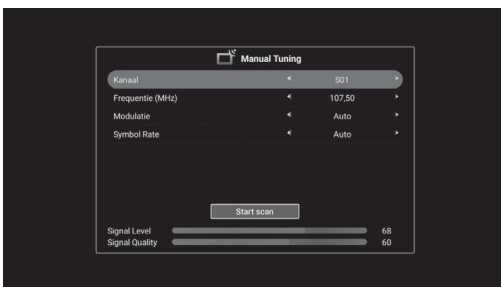 Manual Tuning
Kanaal S01
Frequentie (MHz) 107,50
Modulatie Auto
Symbol Rate Auto
Start scan
Signal Level 68
Signal Quality 60